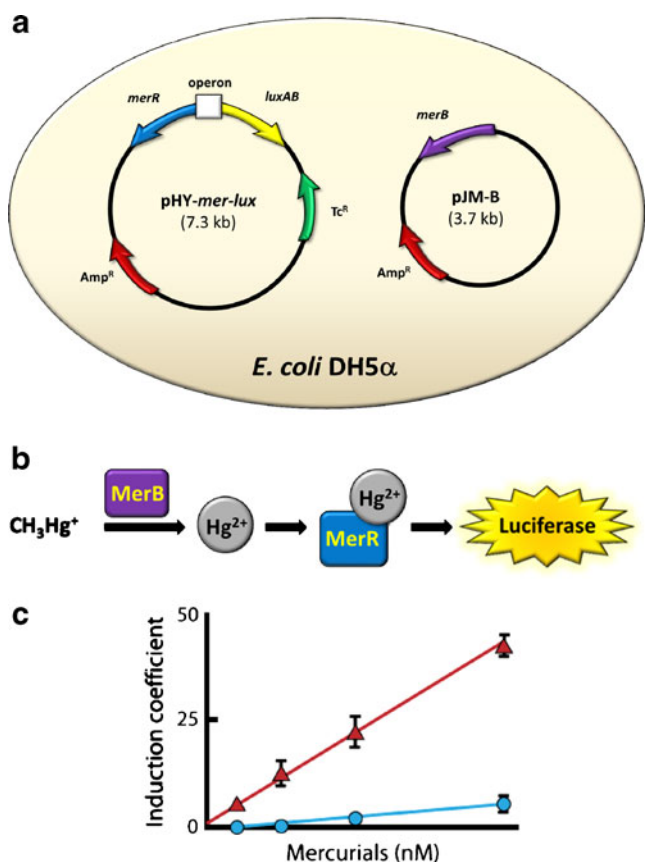 a
operon
merR
luxAB
merB
pHY-mer-lux
(7.3 kb)
pJM-B
(3.7 kb)
Tcᴿ
Ampᴿ
Ampᴿ
E. coli DH5α
b
CH₃Hg⁺
MerB
Hg²⁺
Hg²⁺
MerR
Luciferase
c
Induction coefficient
50
25
0
Mercurials (nM)